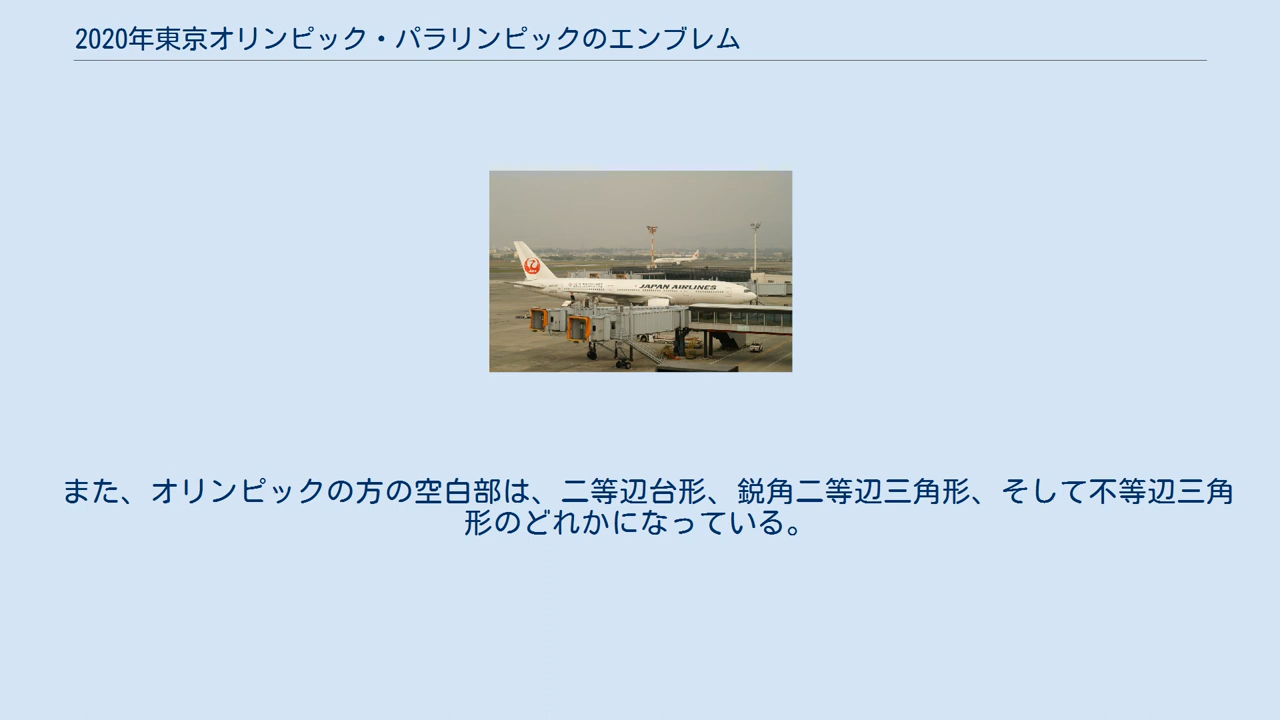 2020年東京オリンピック・パラリンピックのエンブレム
JAPAN AIRLINES
また、オリンピックの方の空白部は、二等辺台形、鋭角二等辺三角形、そして不等辺三角
形のどれかになっている。